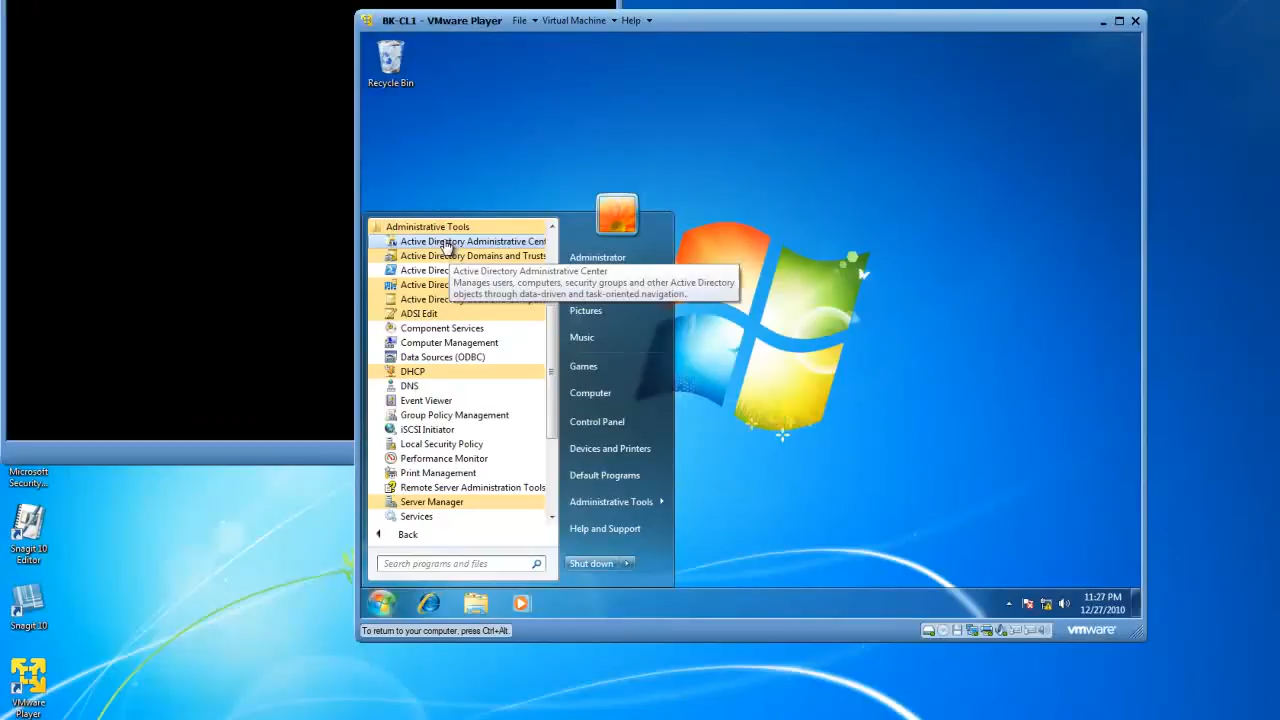 BK-CL1 - VMware Player File Virtual Machine Help
Recycle Bin
Administrative Tools
Active Directory Administrative Cent
Active Directory Domains and Trusts
Active Direc
Active Direc
Active Direc
ADSI Edit
Component Services
Computer Management
Data Sources (ODBC)
DHCP
DNS
Event Viewer
Group Policy Management
iSCSI Initiator
Local Security Policy
Performance Monitor
Print Management
Remote Server Administration Tools
Server Manager
Services
Back
Search programs and files
Active Directory Administrative Center
Manages users, computers, security groups and other Active Directory
objects through data-driven and task-oriented navigation.
Administrator
Pictures
Music
Games
Computer
Control Panel
Devices and Printers
Default Programs
Administrative Tools
Help and Support
Shut down
11:27 PM
12/27/2010
To return to your computer, press Ctrl+Alt.
vmware
Microsoft
Security...
Snagit 10
Editor
Snagit 10
VMware
Player